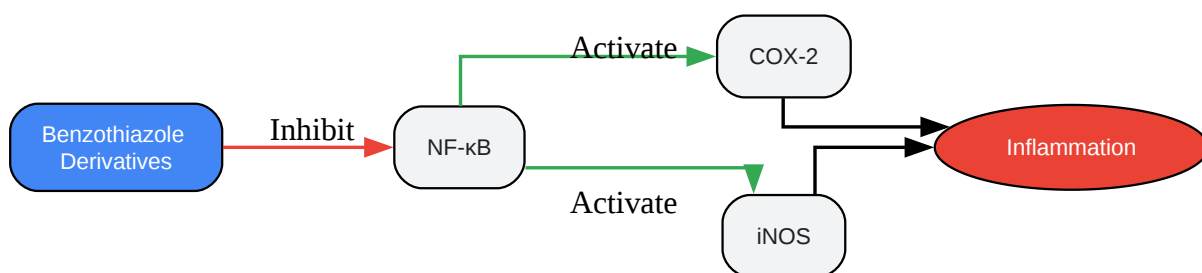 Benzothiazole
Derivatives
Inhibit
NF-κB
Activate
COX-2
Activate
iNOS
Inflammation